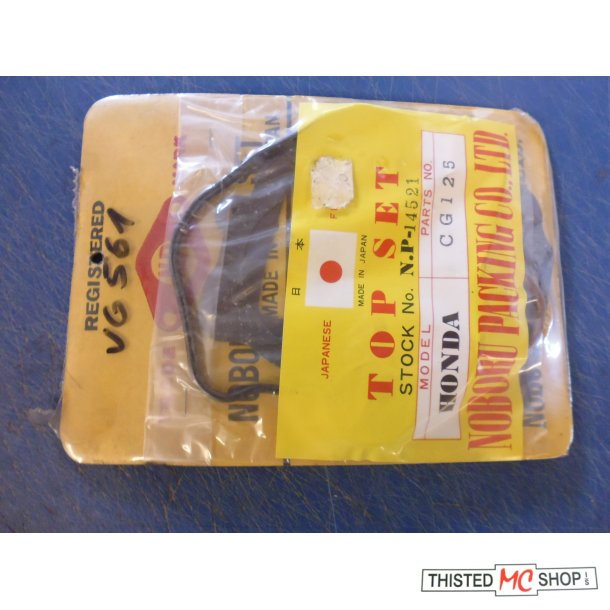 REGISTERED
VG 561
NOBORU
MADE IN
日本
JAPANESE
MADE IN JAPAN
TOP SET
STOCK No. N.P-14521
MODEL
PARTS NO.
HONDA
CG125
NOBORU PACKING CO., LTD.
NOBORU
THISTED MC SHOP I/S